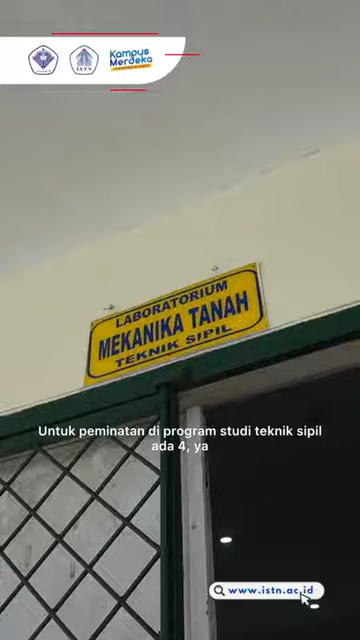 ISTN
Kampus
Merdeka
LABORATORIUM
MEKANIKA TANAH
TEKNIK SIPIL
Untuk peminatan di program studi teknik sipil
ada 4, ya
www.istn.ac.id